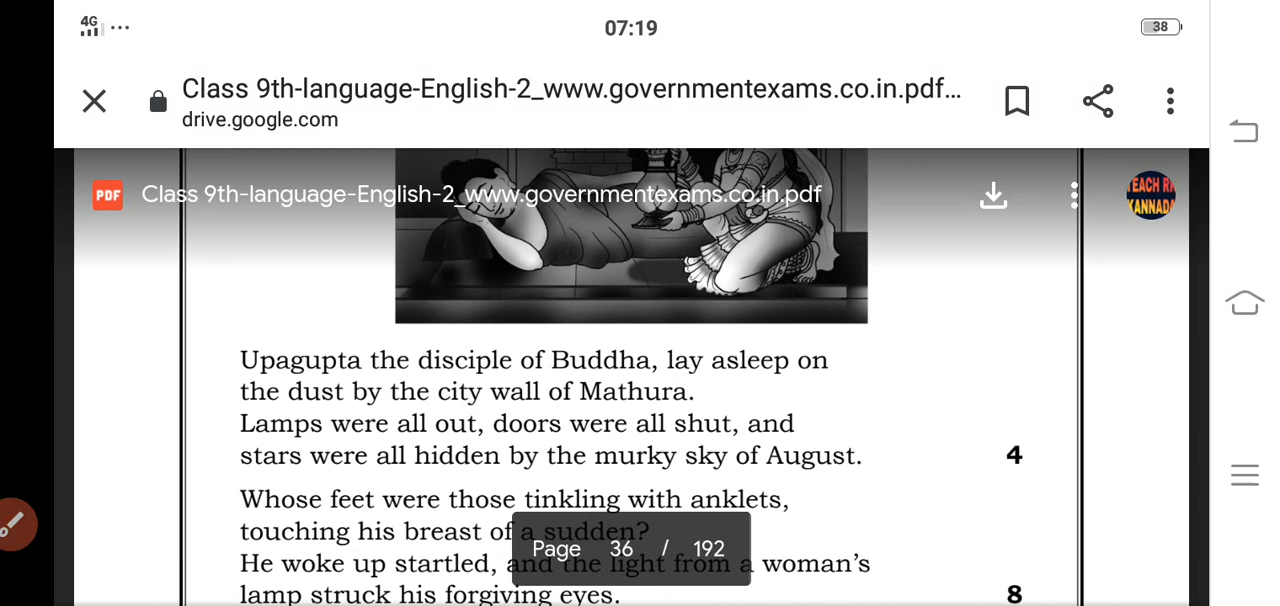 4G
07:19
38
Class 9th-language-English-2_www.governmentexams.co.in.pdf...
drive.google.com
PDF Class 9th-language-English-2_www.governmentexams.co.in.pdf
TEACH
KANNADA
Upagupta the disciple of Buddha, lay asleep on
the dust by the city wall of Mathura.
Lamps were all out, doors were all shut, and
stars were all hidden by the murky sky of August. 4
Whose feet were those tinkling with anklets,
touching his breast of a sudden?
He woke up startled, and the light from a woman's
lamp struck his forgiving eyes. 8
Page 36 / 192